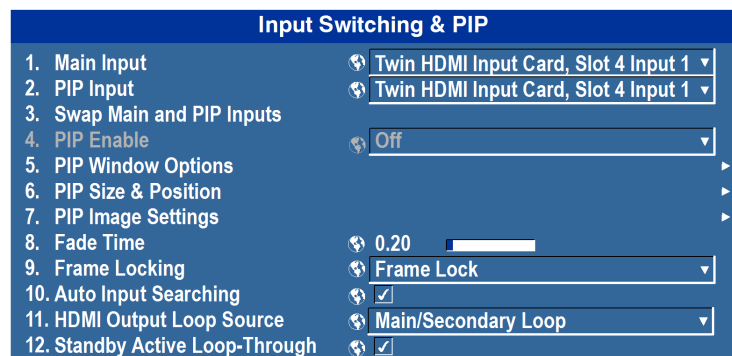 Input Switching & PIP
1. Main Input Twin HDMI Input Card, Slot 4 Input 1
2. PIP Input Twin HDMI Input Card, Slot 4 Input 1
3. Swap Main and PIP Inputs
4. PIP Enable Off
5. PIP Window Options
6. PIP Size & Position
7. PIP Image Settings
8. Fade Time 0.20
9. Frame Locking Frame Lock
10. Auto Input Searching
11. HDMI Output Loop Source Main/Secondary Loop
12. Standby Active Loop-Through